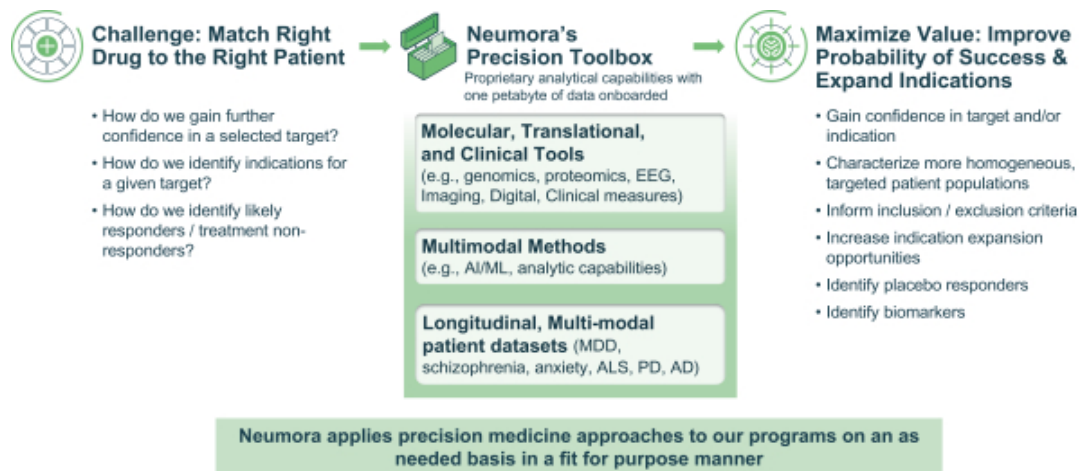 Challenge: Match Right
Drug to the Right Patient
• How do we gain further
confidence in a selected target?
• How do we identify indications for
a given target?
• How do we identify likely
responders / treatment non-
responders?
Neumora's
Precision Toolbox
Proprietary analytical capabilities with
one petabyte of data onboarded
Molecular, Translational,
and Clinical Tools
(e.g., genomics, proteomics, EEG,
Imaging, Digital, Clinical measures)
Multimodal Methods
(e.g., AI/ML, analytic capabilities)
Longitudinal, Multi-modal
patient datasets (MDD,
schizophrenia, anxiety, ALS, PD, AD)
Maximize Value: Improve
Probability of Success &
Expand Indications
• Gain confidence in target and/or
indication
• Characterize more homogeneous,
targeted patient populations
• Inform inclusion / exclusion criteria
• Increase indication expansion
opportunities
• Identify placebo responders
• Identify biomarkers
Neumora applies precision medicine approaches to our programs on an as
needed basis in a fit for purpose manner